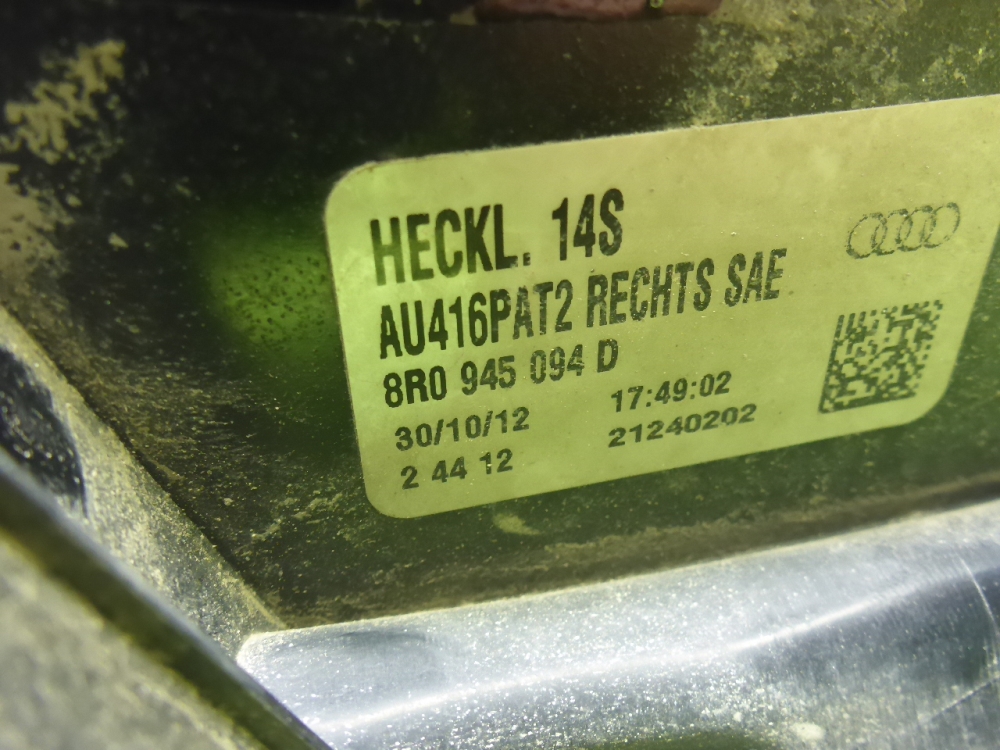 HECKL. 14S
AU416PAT2 RECHTS SAE
8R0 945 094 D
30/10/12 17:49:02
2 44 12 21240202